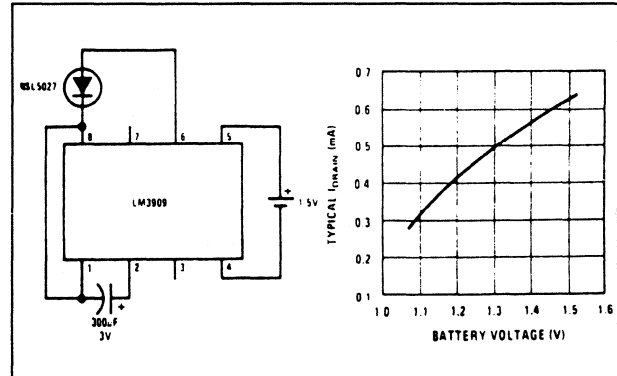 NSL5027
8 7 6 5
LM3909
+
1.5V
1 2 3 4
+
300µF
3V
TYPICAL IDRAIN (mA)
0.7
0.6
0.5
0.4
0.3
0.2
0.1
1.0 1.1 1.2 1.3 1.4 1.5 1.6
BATTERY VOLTAGE (V)